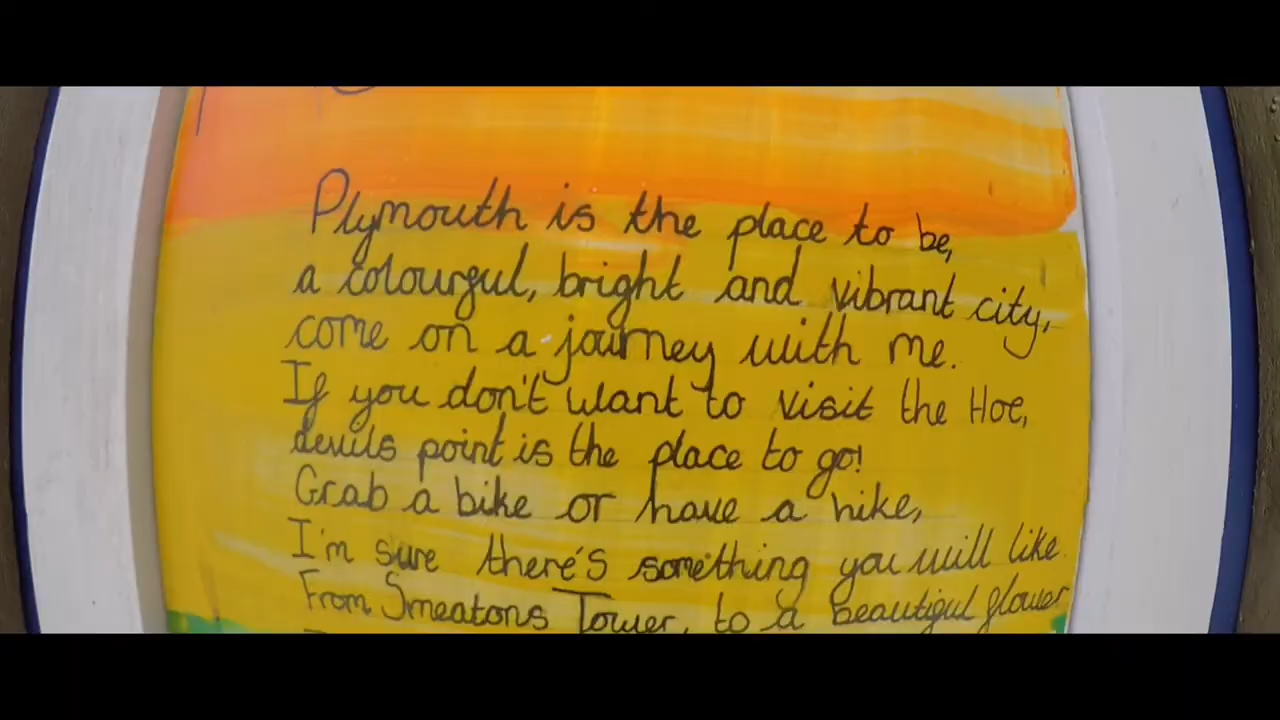 Plymouth is the place to be,
a colourful, bright and vibrant city,
come on a journey with me.
If you don't want to visit the Hoe,
devils point is the place to go!
Grab a bike or have a hike,
I'm sure there's something you will like.
From Smeatons Tower, to a beautiful flower